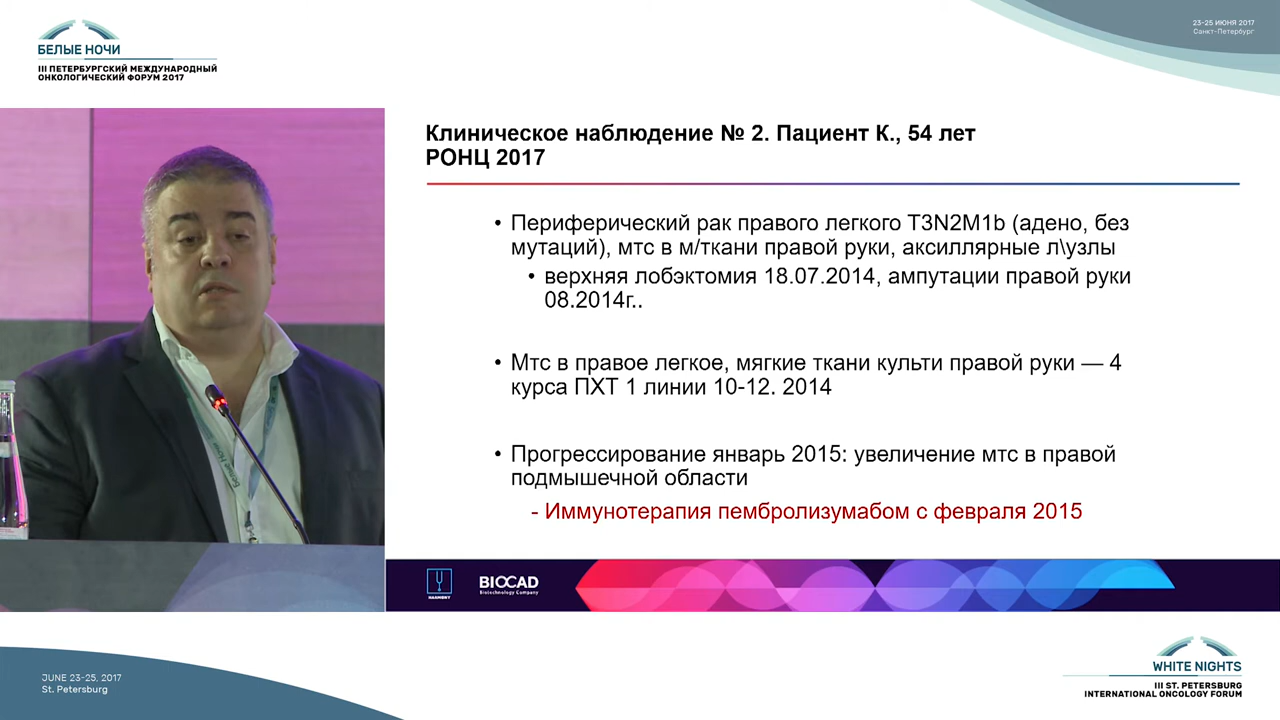 БЕЛЫЕ НОЧИ
III ПЕТЕРБУРГСКИЙ МЕЖДУНАРОДНЫЙ
ОНКОЛОГИЧЕСКИЙ ФОРУМ 2017
23-25 ИЮНЯ 2017
Санкт-Петербург
Клиническое наблюдение № 2. Пациент К., 54 лет
РОНЦ 2017
• Периферический рак правого легкого T3N2M1b (адено, без
мутаций), мтс в м/ткани правой руки, аксиллярные л\узлы
• верхняя лобэктомия 18.07.2014, ампутации правой руки
08.2014г..
• Мтс в правое легкое, мягкие ткани культи правой руки — 4
курса ПХТ 1 линии 10-12. 2014
• Прогрессирование январь 2015: увеличение мтс в правой
подмышечной области
- Иммунотерапия пембролизумабом с февраля 2015
HARMONY
BIOCAD
Biotechnology Company
JUNE 23-25, 2017
St. Petersburg
WHITE NIGHTS
III ST. PETERSBURG
INTERNATIONAL ONCOLOGY FORUM